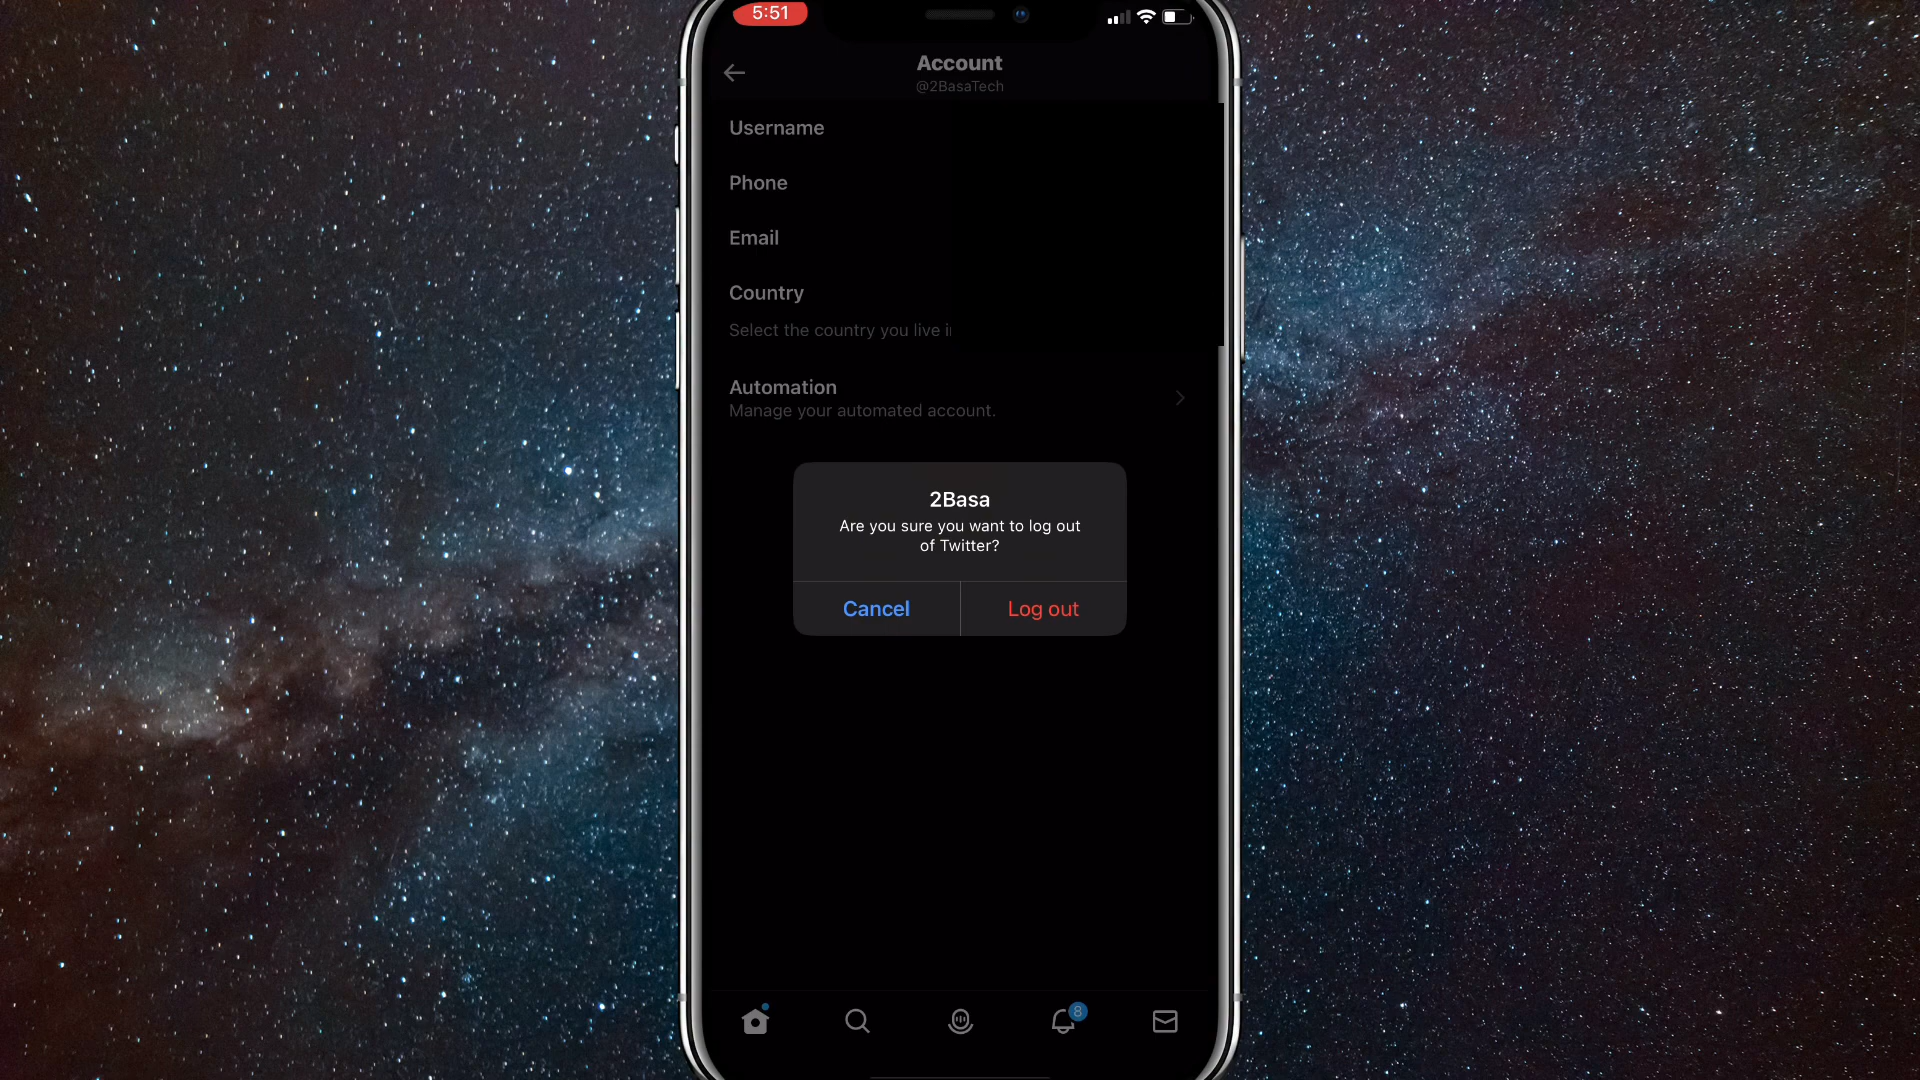 5:51
Account
@2BasaTech
Username
Phone
Email
Country
Select the country you live
Automation
Manage your automated account.
2Basa
Are you sure you want to log out
of Twitter?
Cancel
Log out
8